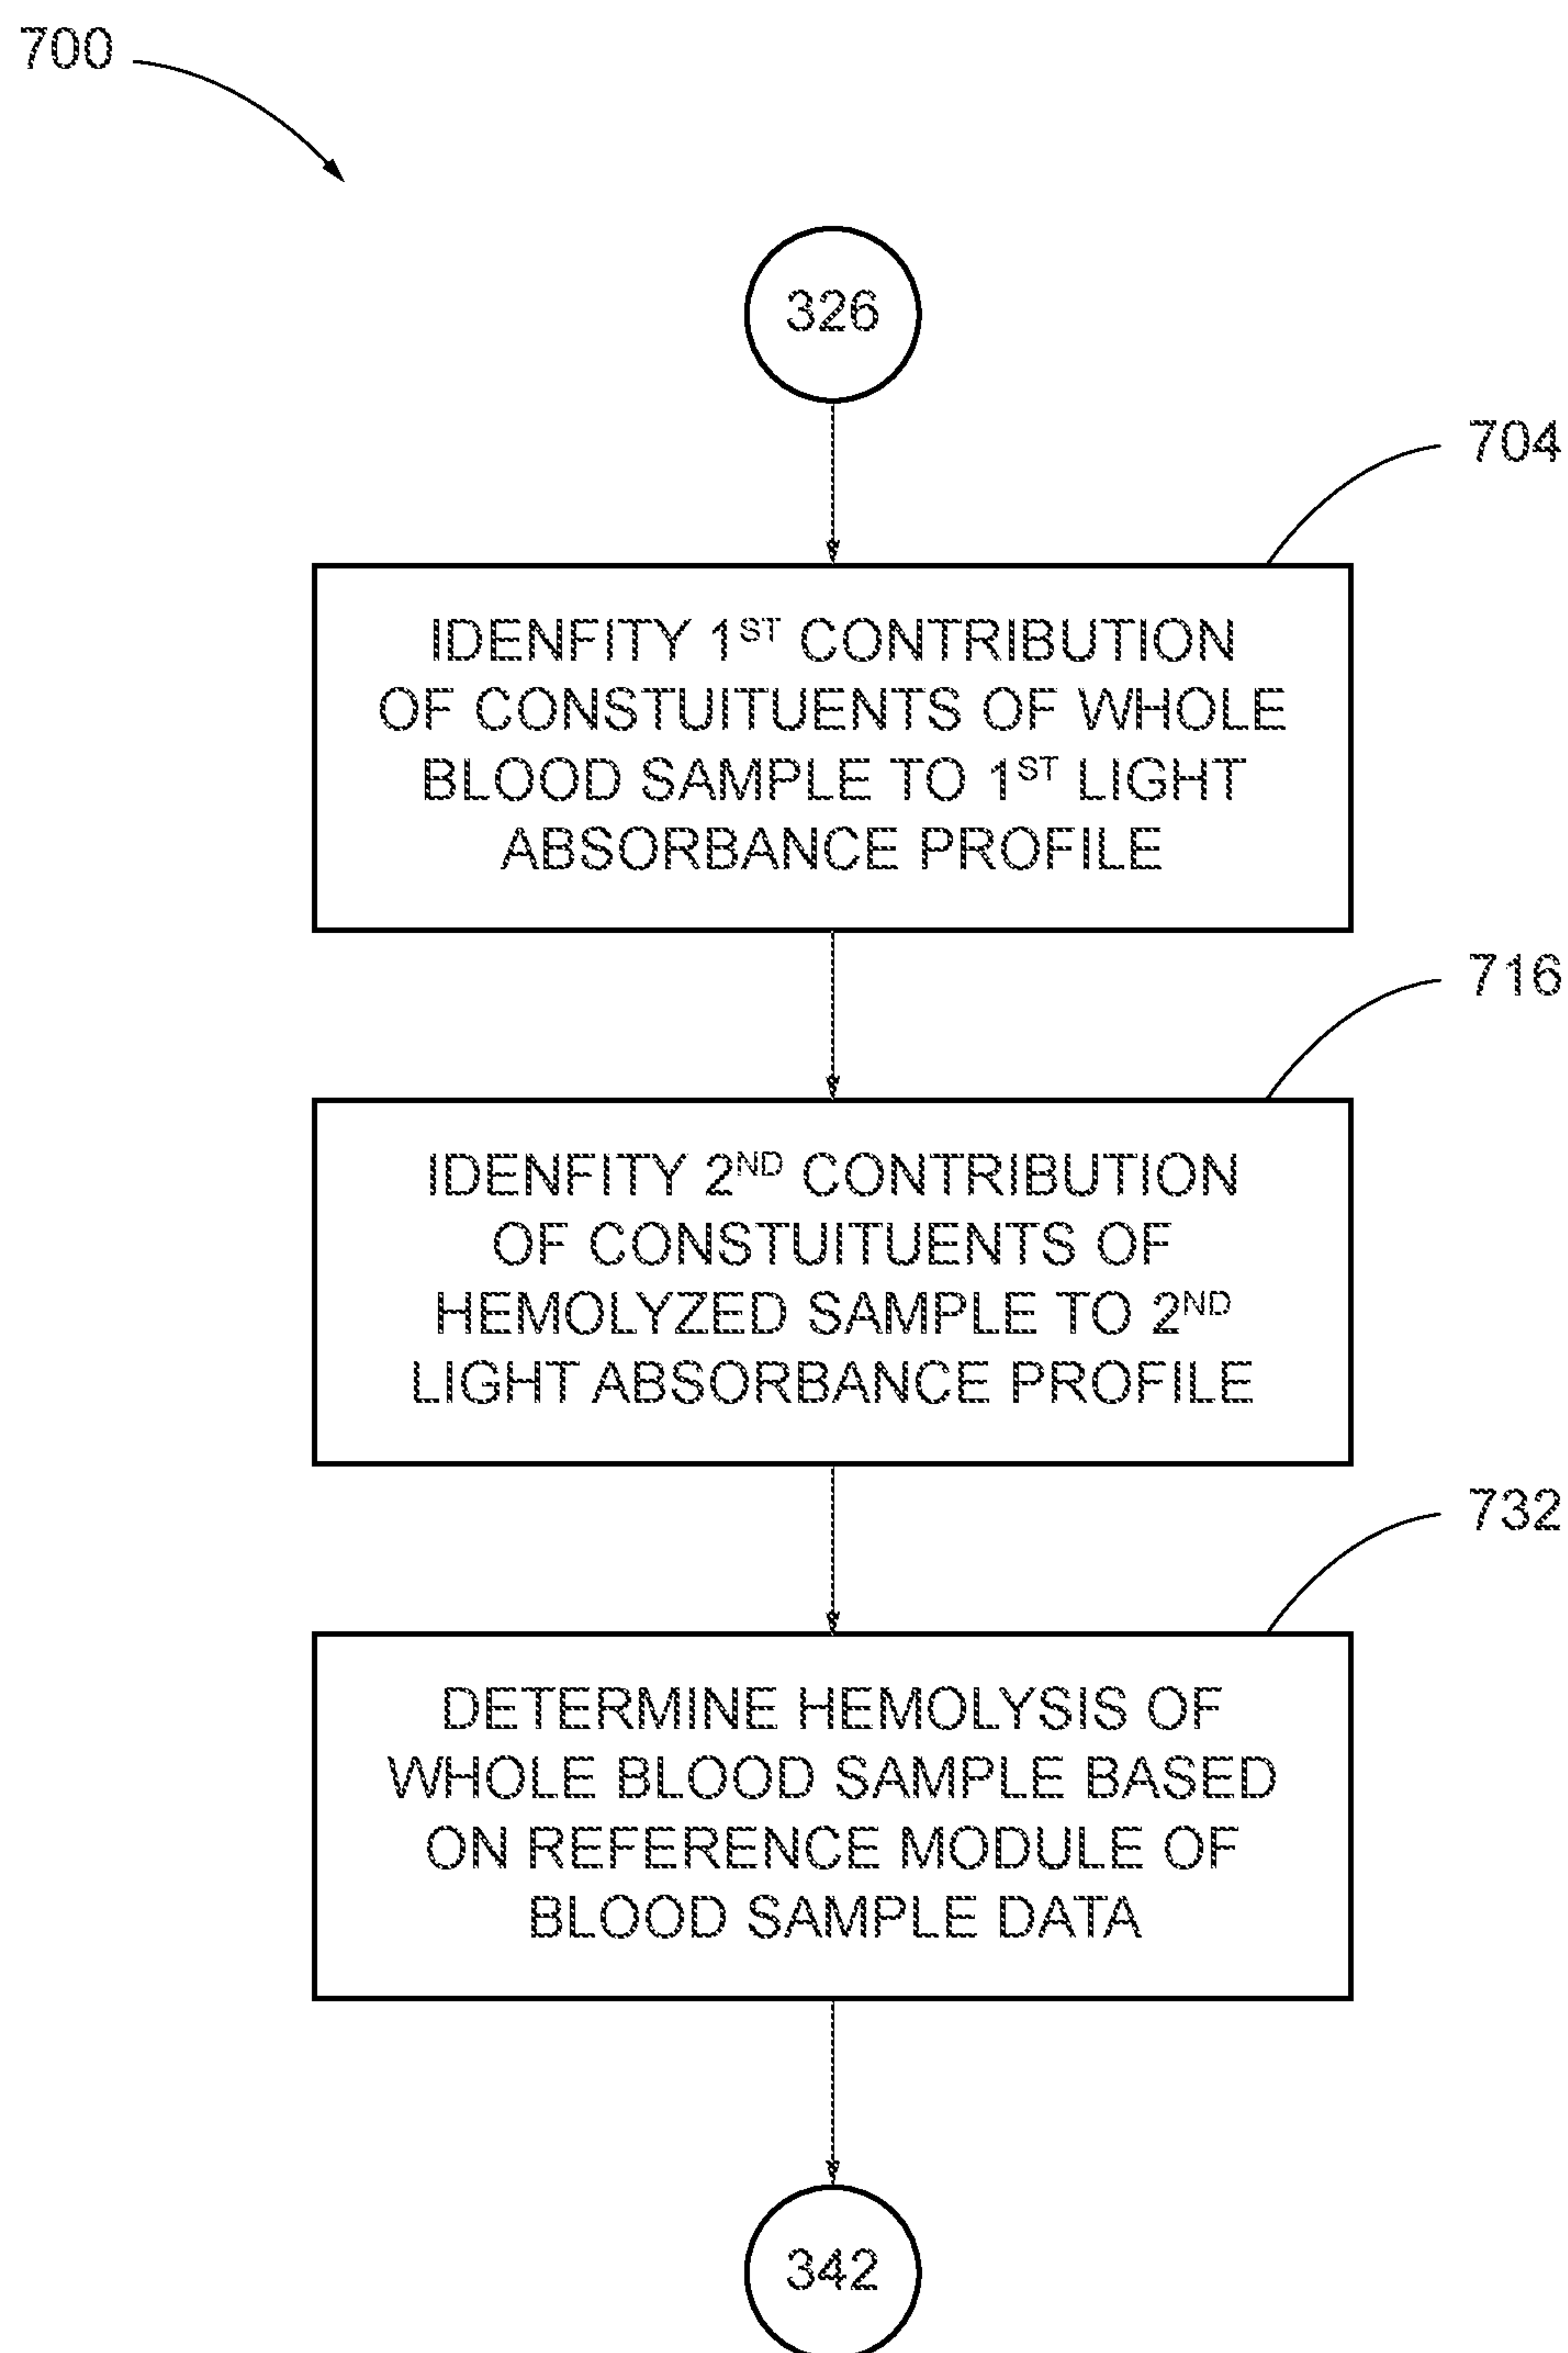 700
326
704
IDENFITY 1ST CONTRIBUTION
OF CONSTUITUENTS OF WHOLE
BLOOD SAMPLE TO 1ST LIGHT
ABSORBANCE PROFILE
716
IDENFITY 2ND CONTRIBUTION
OF CONSTUITUENTS OF
HEMOLYZED SAMPLE TO 2ND
LIGHT ABSORBANCE PROFILE
732
DETERMINE HEMOLYSIS OF
WHOLE BLOOD SAMPLE BASED
ON REFERENCE MODULE OF
BLOOD SAMPLE DATA
342